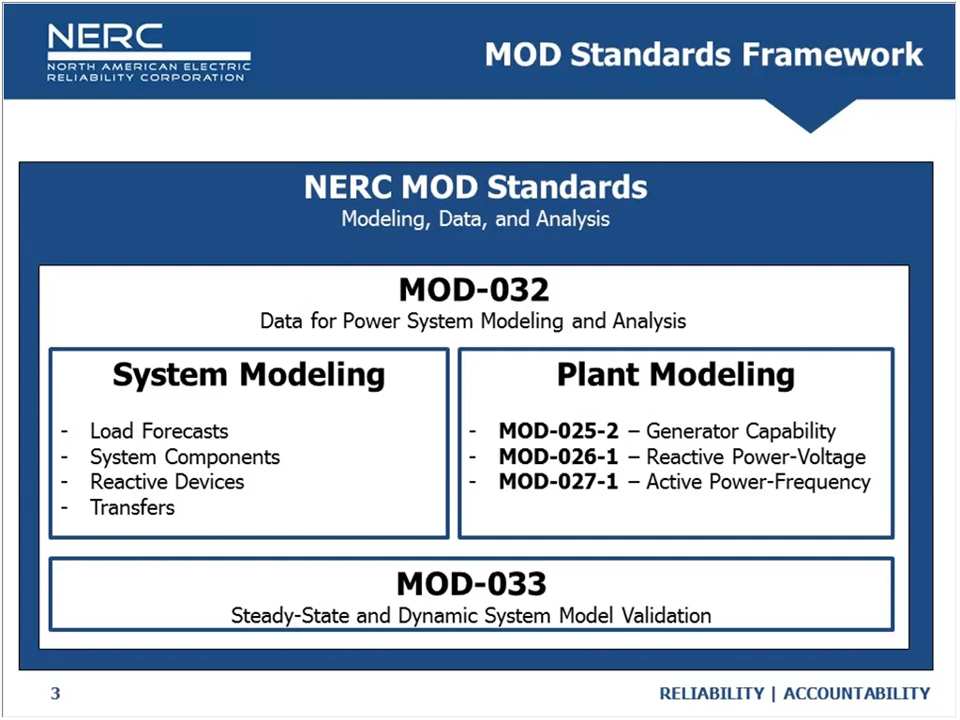 NERC
NORTH AMERICAN ELECTRIC
RELIABILITY CORPORATION
MOD Standards Framework
NERC MOD Standards
Modeling, Data, and Analysis
MOD-032
Data for Power System Modeling and Analysis
System Modeling
- Load Forecasts
- System Components
- Reactive Devices
- Transfers
Plant Modeling
- MOD-025-2 – Generator Capability
- MOD-026-1 – Reactive Power-Voltage
- MOD-027-1 – Active Power-Frequency
MOD-033
Steady-State and Dynamic System Model Validation
3
RELIABILITY | ACCOUNTABILITY